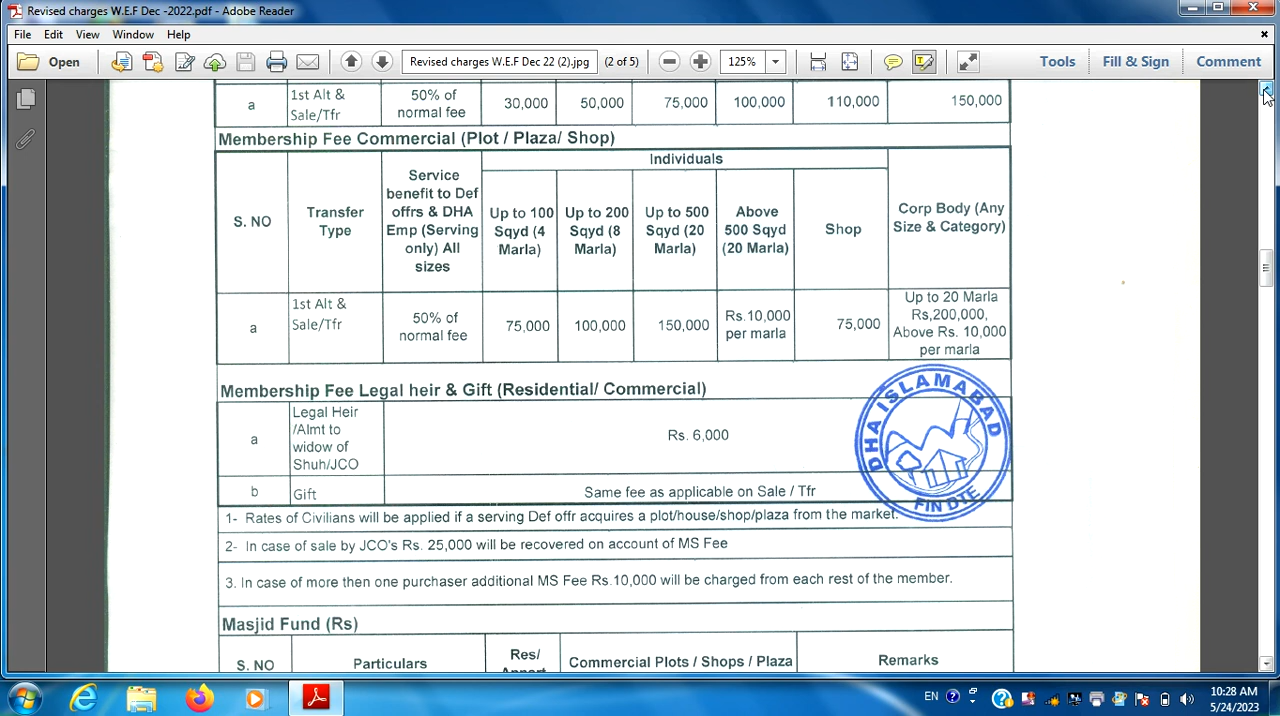 Revised charges W.E.F Dec -2022.pdf - Adobe Reader
File Edit View Window Help
Open
Revised charges W.E.F Dec 22 (2).jpg (2 of 5) 125%
Tools Fill & Sign Comment
a 1st Alt & Sale/Tfr 50% of normal fee 30,000 50,000 75,000 100,000 110,000 150,000
Membership Fee Commercial (Plot / Plaza/ Shop)
Individuals
S. NO
Transfer Type
Service benefit to Def offrs & DHA Emp (Serving only) All sizes
Up to 100 Sqyd (4 Marla)
Up to 200 Sqyd (8 Marla)
Up to 500 Sqyd (20 Marla)
Above 500 Sqyd (20 Marla)
Shop
Corp Body (Any Size & Category)
a 1st Alt & Sale/Tfr 50% of normal fee 75,000 100,000 150,000 Rs.10,000 per marla 75,000 Up to 20 Marla Rs,200,000, Above Rs. 10,000 per marla
Membership Fee Legal heir & Gift (Residential/ Commercial)
a Legal Heir /Almt to widow of Shuh/JCO Rs. 6,000
b Gift Same fee as applicable on Sale / Tfr
DHA ISLAMABAD
FIN DTE
1- Rates of Civilians will be applied if a serving Def offr acquires a plot/house/shop/plaza from the market.
2- In case of sale by JCO's Rs. 25,000 will be recovered on account of MS Fee
3. In case of more then one purchaser additional MS Fee Rs.10,000 will be charged from each rest of the member.
Masjid Fund (Rs)
S. NO Particulars Res/ Commercial Plots / Shops / Plaza Remarks
EN
10:28 AM
5/24/2023